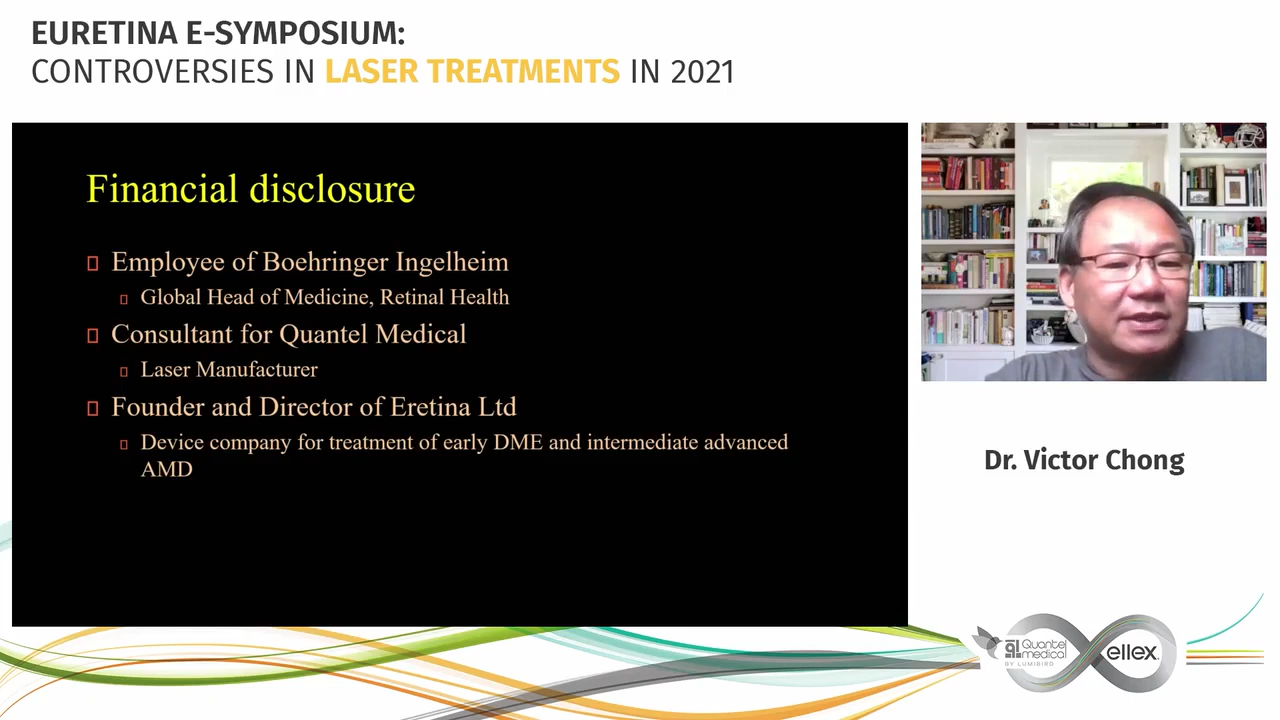 EURETINA E-SYMPOSIUM:
CONTROVERSIES IN LASER TREATMENTS IN 2021
Financial disclosure
Employee of Boehringer Ingelheim
Global Head of Medicine, Retinal Health
Consultant for Quantel Medical
Laser Manufacturer
Founder and Director of Eretina Ltd
Device company for treatment of early DME and intermediate advanced
AMD
Dr. Victor Chong
Quantel
medical
BY LUMIBIRD
ellex.